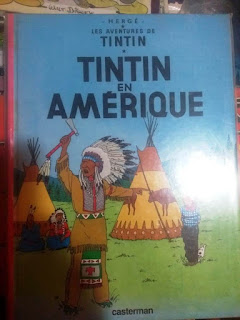 -HERGÉ-
LES AVENTURES DE
TINTIN
TINTIN
EN
AMÉRIQUE
casterman